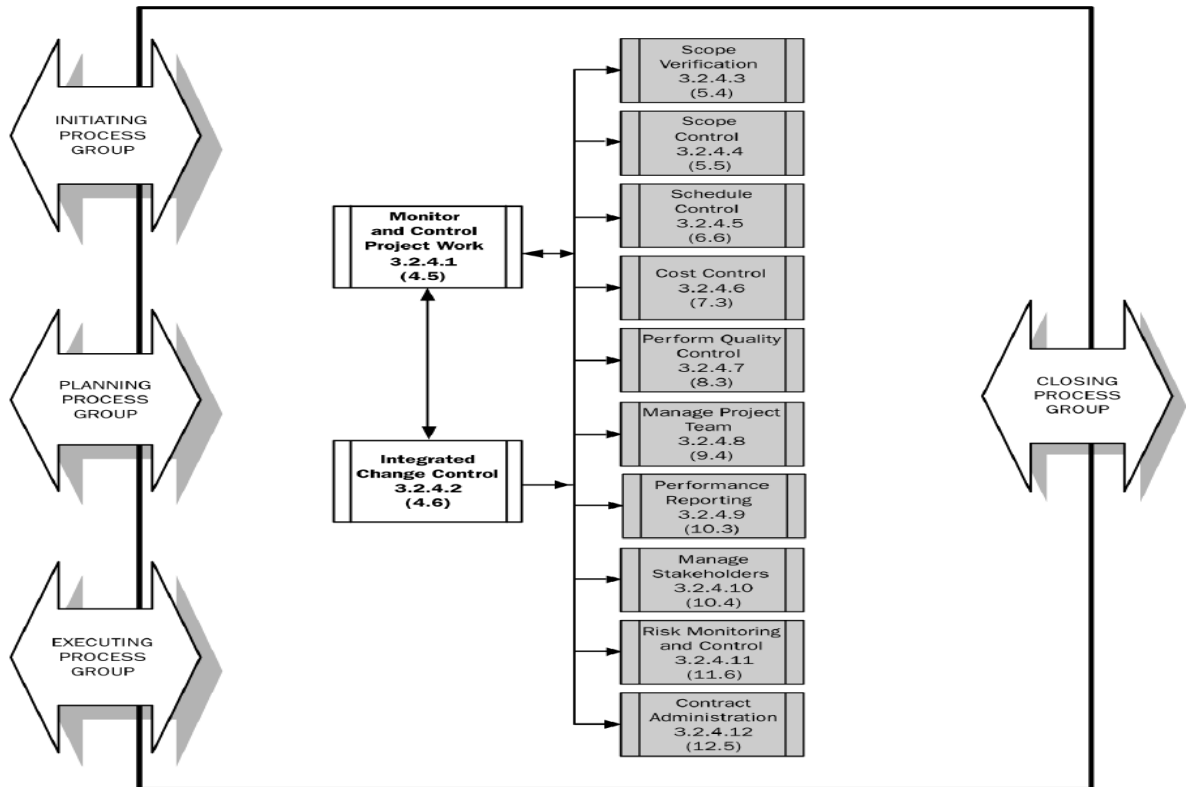 INITIATING
PROCESS
GROUP
PLANNING
PROCESS
GROUP
EXECUTING
PROCESS
GROUP
Monitor
and Control
Project Work
3.2.4.1
(4.5)
Integrated
Change Control
3.2.4.2
(4.6)
Scope
Verification
3.2.4.3
(5.4)
Scope
Control
3.2.4.4
(5.5)
Schedule
Control
3.2.4.5
(6.6)
Cost Control
3.2.4.6
(7.3)
Perform Quality
Control
3.2.4.7
(8.3)
Manage Project
Team
3.2.4.8
(9.4)
Performance
Reporting
3.2.4.9
(10.3)
Manage
Stakeholders
3.2.4.10
(10.4)
Risk Monitoring
and Control
3.2.4.11
(11.6)
Contract
Administration
3.2.4.12
(12.5)
CLOSING
PROCESS
GROUP